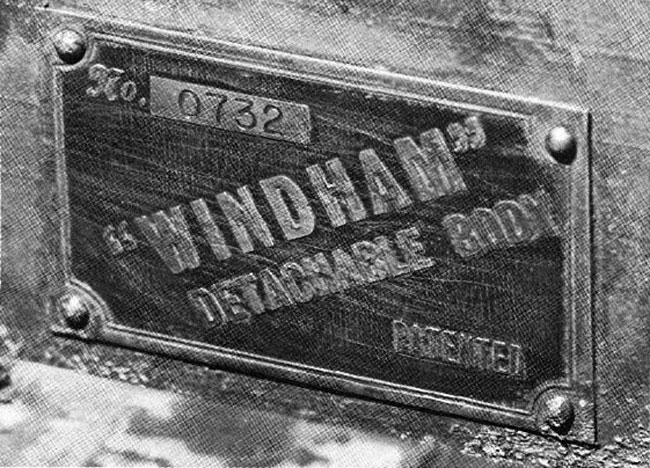 No. 0732
"WINDHAM"
DETACHABLE BODY
PATENTED